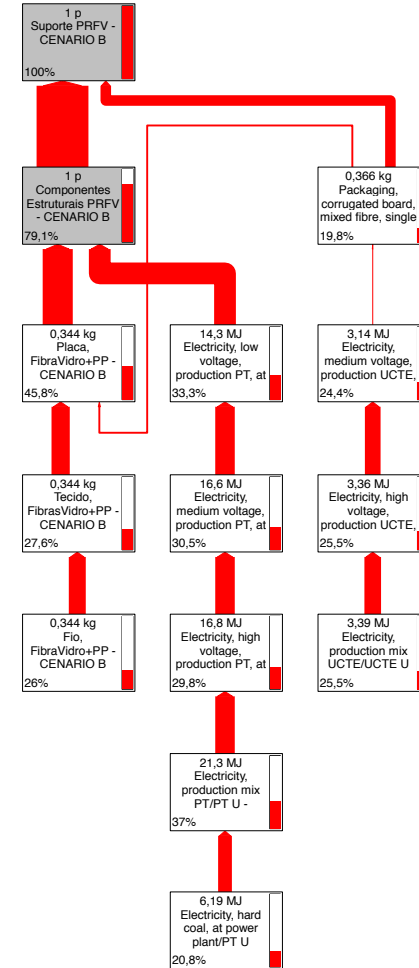 1 p
Suporte PRFV -
CENARIO B
100%
1 p
Componentes
Estruturais PRFV
- CENARIO B
79,1%
0,366 kg
Packaging,
corrugated board,
mixed fibre, single
19,8%
0,344 kg
Placa,
FibraVidro+PP -
CENARIO B
45,8%
14,3 MJ
Electricity, low
voltage,
production PT, at
33,3%
3,14 MJ
Electricity,
medium voltage,
production UCTE,
24,4%
0,344 kg
Tecido,
FibrasVidro+PP -
CENARIO B
27,6%
16,6 MJ
Electricity,
medium voltage,
production PT, at
30,5%
3,36 MJ
Electricity, high
voltage,
production UCTE,
25,5%
0,344 kg
Fio,
FibraVidro+PP -
CENARIO B
26%
16,8 MJ
Electricity, high
voltage,
production PT, at
29,8%
3,39 MJ
Electricity,
production mix
UCTE/UCTE U
25,5%
21,3 MJ
Electricity,
production mix
PT/PT U -
37%
6,19 MJ
Electricity, hard
coal, at power
plant/PT U
20,8%